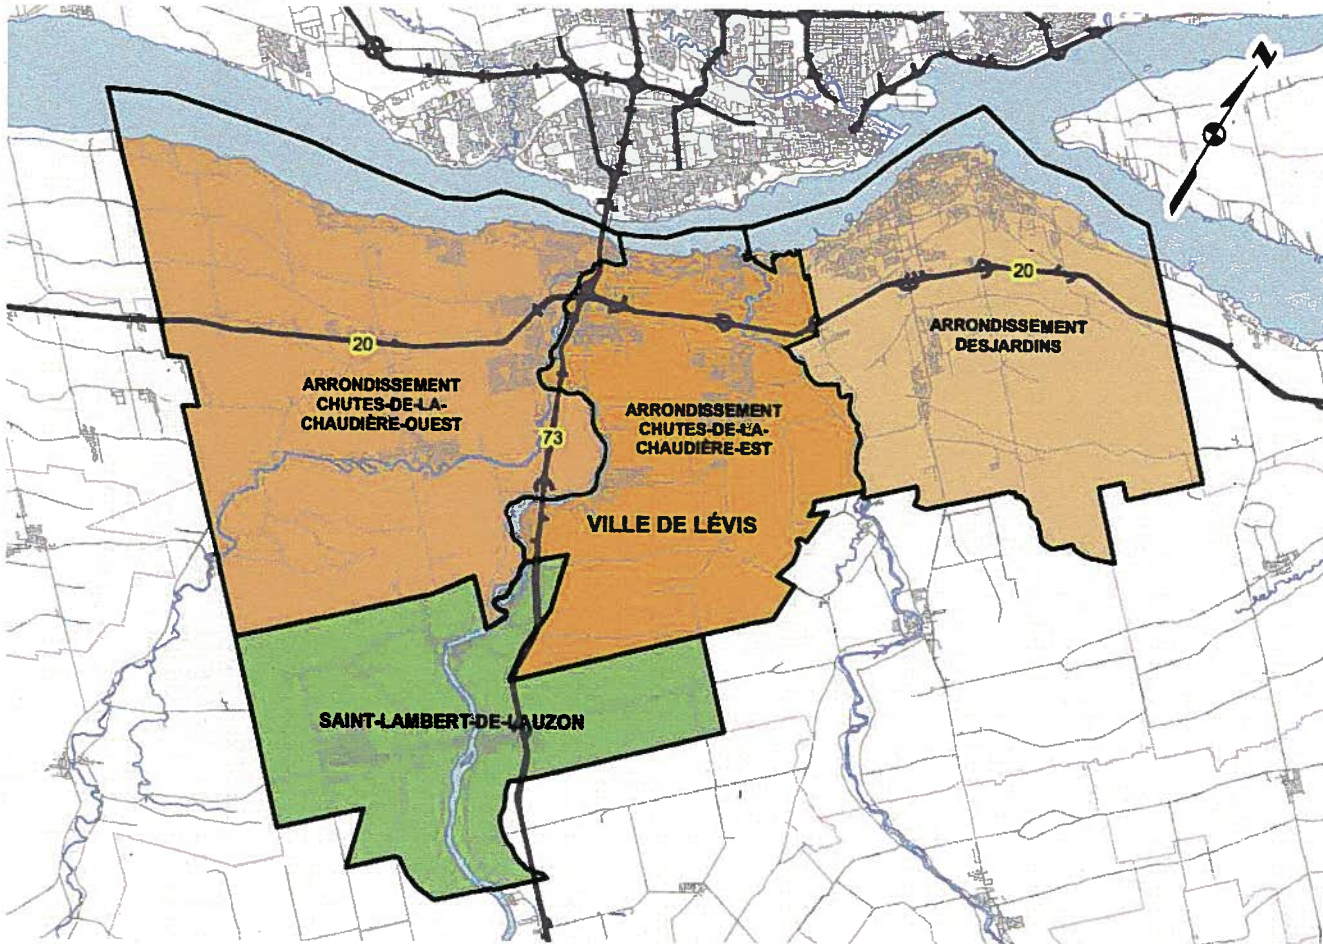 N
20
20
ARRONDISSEMENT
DESJARDINS
ARRONDISSEMENT
CHUTES-DE-LA-
CHAUDIÈRE-OUEST
ARRONDISSEMENT
CHUTES-DE-LA-
CHAUDIÈRE-EST
73
VILLE DE LÉVIS
SAINT-LAMBERT-DE-LAUZON